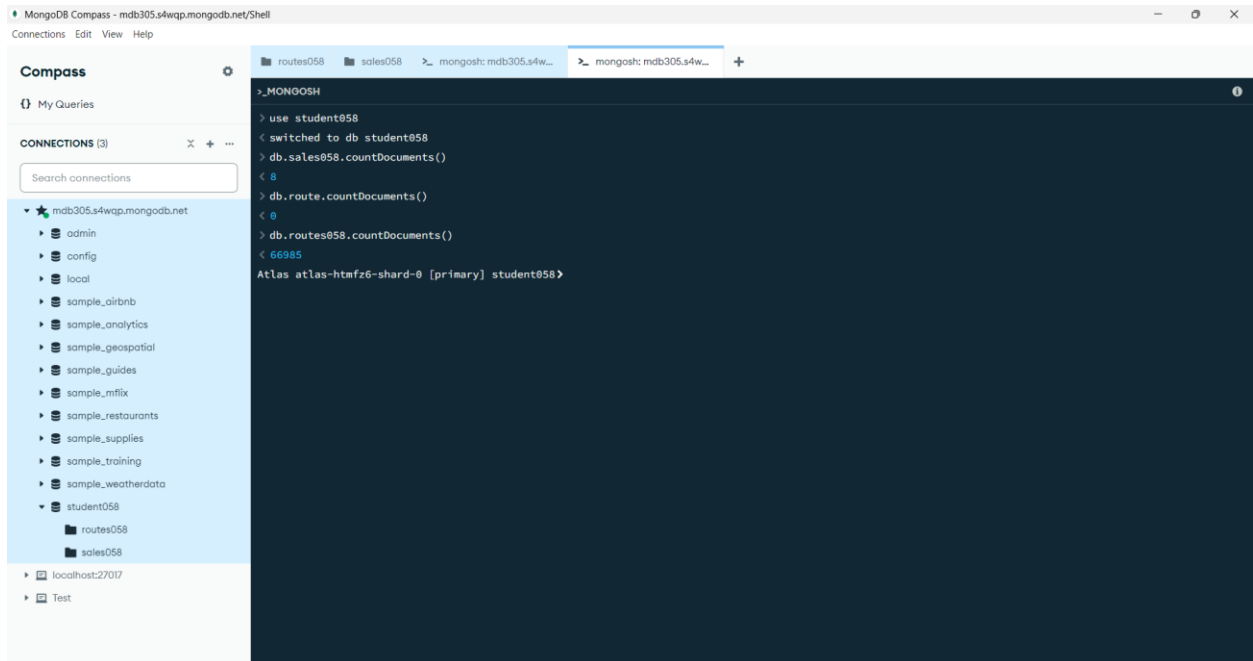 MongoDB Compass - mdb305.s4wqp.mongodb.net/Shell
Connections Edit View Help
Compass
{} My Queries
CONNECTIONS (3)
Search connections
mdb305.s4wqp.mongodb.net
admin
config
local
sample_airbnb
sample_analytics
sample_geospatial
sample_guides
sample_mflix
sample_restaurants
sample_supplies
sample_training
sample_weatherdata
student058
routes058
sales058
localhost:27017
Test
routes058 sales058 >_ mongosh: mdb305.s4w... >_ mongosh: mdb305.s4w... +
>_MONGOSH
> use student058
< switched to db student058
> db.sales058.countDocuments()
< 8
> db.route.countDocuments()
< 0
> db.routes058.countDocuments()
< 66985
Atlas atlas-htmfz6-shard-0 [primary] student058>